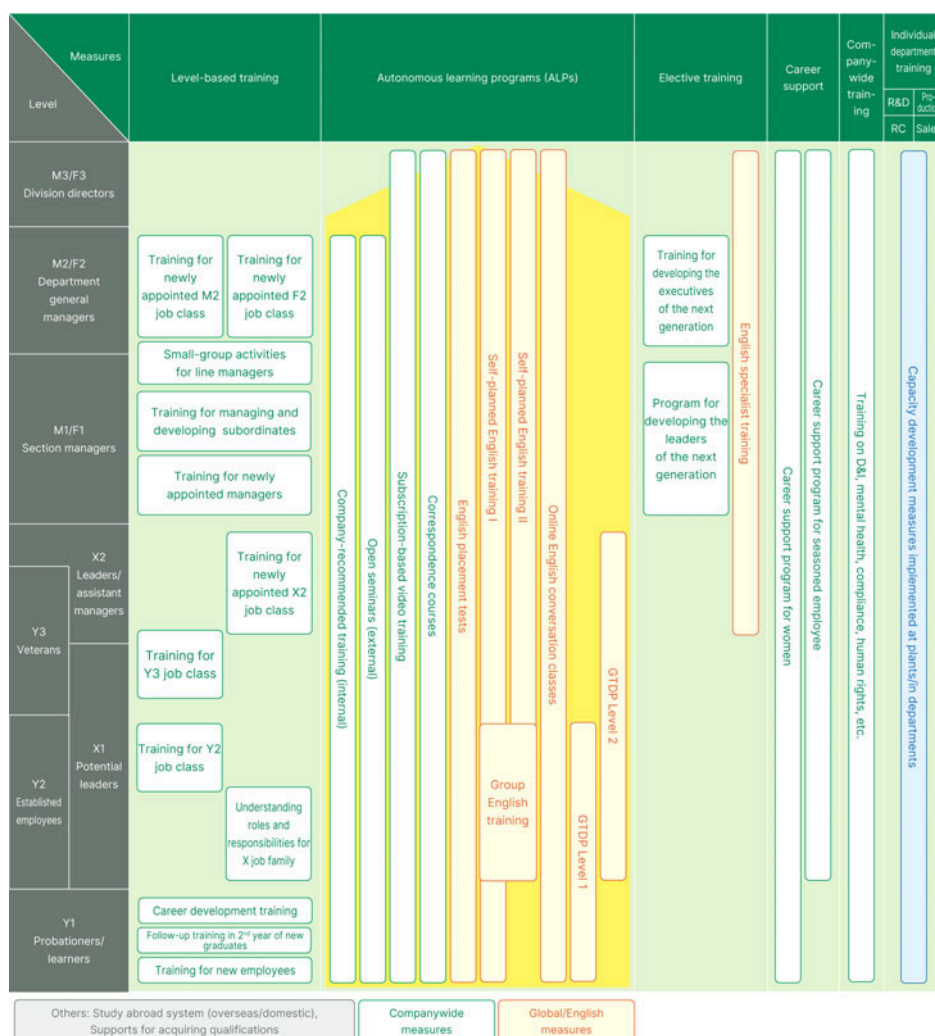 Measures
Level
Level-based training
Autonomous learning programs (ALPs)
Elective training
Career
support
Com-
pany-
wide
train-
ing
Individual
department
training
R&D
Pro-
ductio
RC
Sale
M3/F3
Division directors
M2/F2
Department
general
managers
M1/F1
Section managers
X2
Leaders/
assistant
managers
Y3
Veterans
X1
Potential
leaders
Y2
Established
employees
Y1
Probationers/
learners
Training for
newly
appointed M2
job class
Training for
newly
appointed F2
job class
Small-group activities
for line managers
Training for managing and
developing subordinates
Training for newly
appointed managers
Training for
newly
appointed X2
job class
Training for
Y3 job class
Training for Y2
job class
Understanding
roles and
responsibilities for
X job family
Career development training
Follow-up training in 2nd year of new
graduates
Training for new employees
Company-recommended training (internal)
Open seminars (external)
Subscription-based video training
Correspondence courses
English placement tests
Self-planned English training I
Self-planned English training II
Group
English
training
Online English conversation classes
GTDP Level 1
GTDP Level 2
Training for
developing the
executives
of the next
generation
Program for
developing the
leaders
of the next
generation
English specialist training
Career support program for women
Career support program for seasoned employee
Training on D&I, mental health, compliance, human rights, etc.
Capacity development measures implemented at plants/in departments
Others: Study abroad system (overseas/domestic),
Supports for acquiring qualifications
Companywide
measures
Global/English
measures